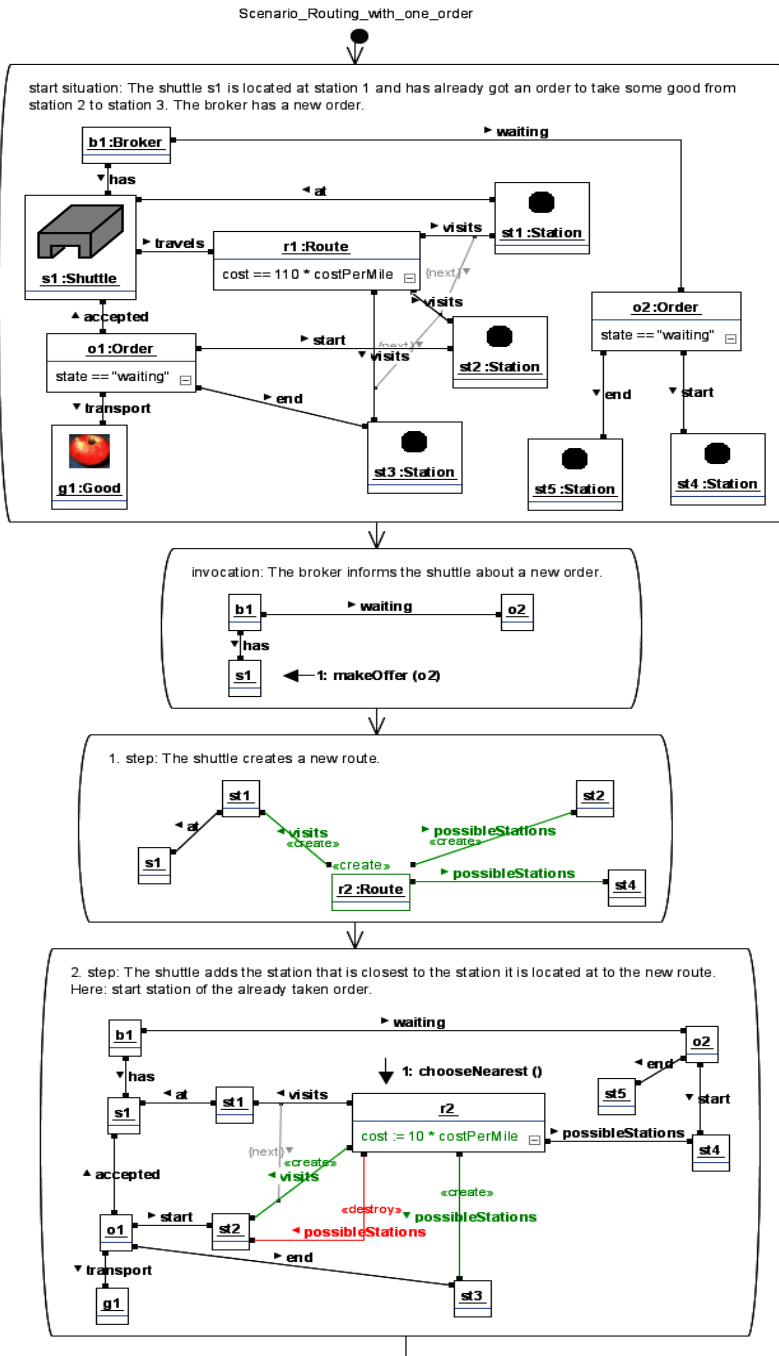 Scenario_Routing_with_one_order
start situation: The shuttle s1 is located at station 1 and has already got an order to take some good from
station 2 to station 3. The broker has a new order.
b1:Broker
waiting
has
at
st1:Station
s1:Shuttle
travels
r1:Route
cost == 110 * costPerMile
visits
{next}
visits
accepted
o2:Order
state == "waiting"
o1:Order
state == "waiting"
start
{next}
visits
st2:Station
end
end
start
transport
g1:Good
st3:Station
st5:Station
st4:Station
invocation: The broker informs the shuttle about a new order.
b1
waiting
o2
has
s1
1: makeOffer (o2)
1. step: The shuttle creates a new route.
st1
st2
at
visits
«create»
possibleStations
«create»
s1
«create»
possibleStations
r2:Route
st4
2. step: The shuttle adds the station that is closest to the station it is located at to the new route.
Here: start station of the already taken order.
b1
waiting
o2
has
1: chooseNearest ()
end
st5
start
s1
at
st1
visits
r2
cost := 10 * costPerMile
possibleStations
st4
{next}
«create»
visits
accepted
«create»
«destroy»
possibleStations
start
possibleStations
o1
st2
end
transport
g1
st3